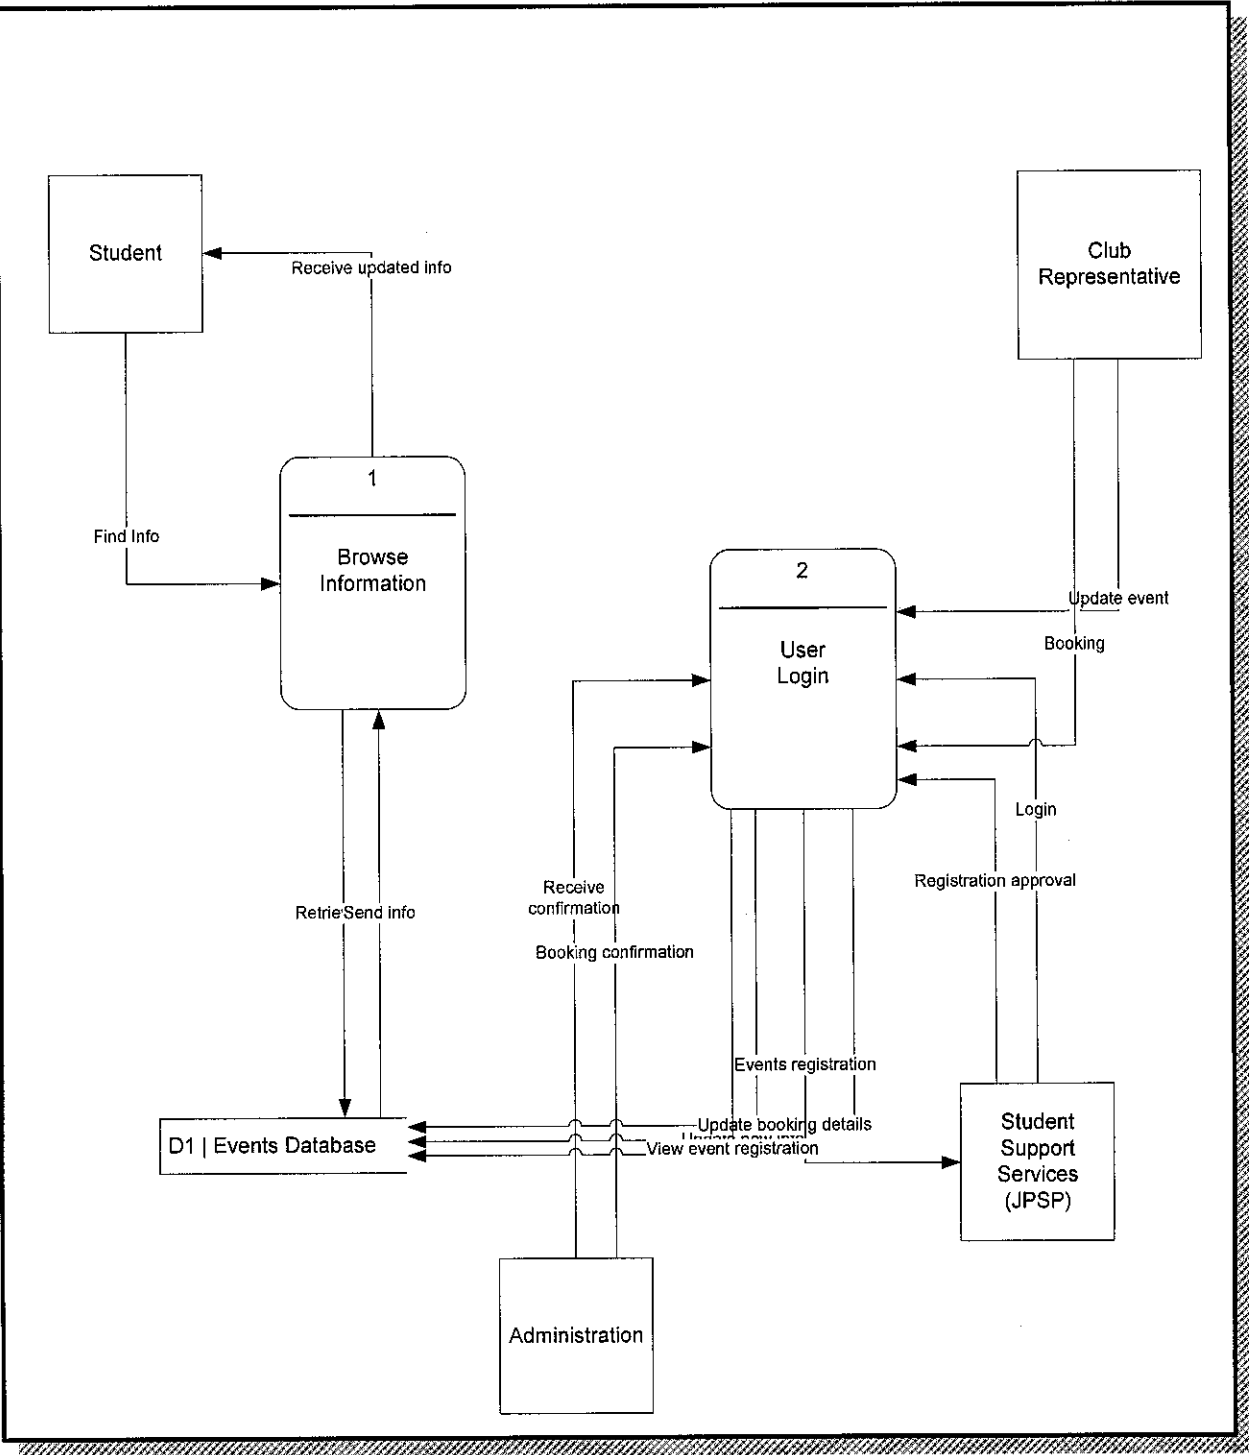 Student
Receive updated info
Club
Representative
1
Find Info
Browse
Information
2
Update event
User
Login
Booking
Login
Registration approval
Receive
confirmation
Send info
Booking confirmation
Events registration
Update booking details
View event registration
D1 | Events Database
Student
Support
Services
(JPSP)
Administration